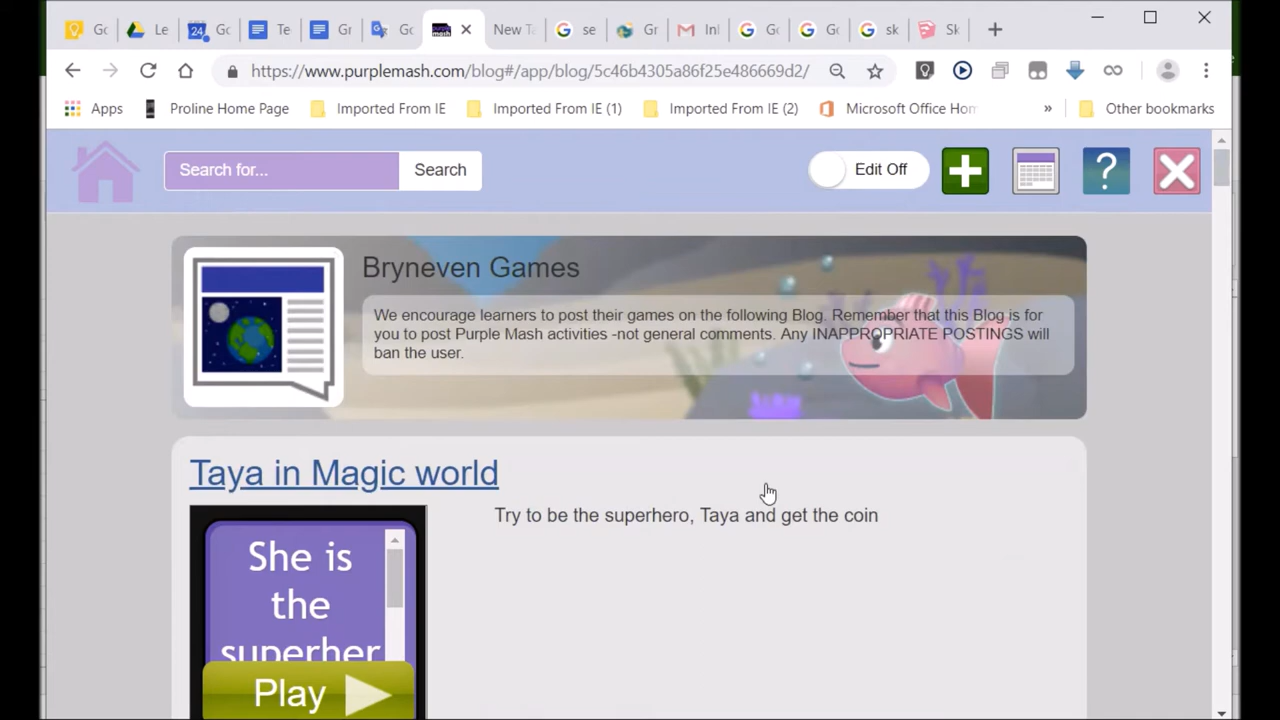 Gc Le 24 Gc Te Gr Gc New Ta se Gr Ini Gc Gc sk Sk
https://www.purplemash.com/blog#/app/blog/5c46b4305a86f25e486669d2/
Apps Proline Home Page Imported From IE Imported From IE (1) Imported From IE (2) Microsoft Office Hom » Other bookmarks
Search for... Search Edit Off ?
Bryneven Games
We encourage learners to post their games on the following Blog. Remember that this Blog is for
you to post Purple Mash activities -not general comments. Any INAPPROPRIATE POSTINGS will
ban the user.
Taya in Magic world
Try to be the superhero, Taya and get the coin
She is
the
superher
Play